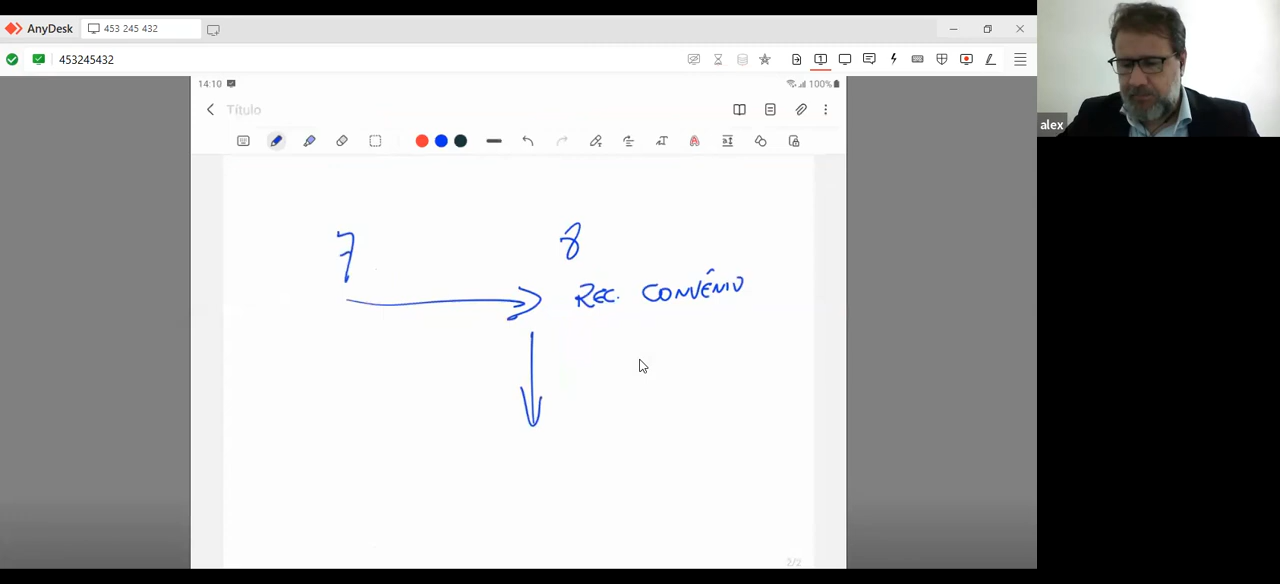 AnyDesk
453 245 432
453245432
14:10
100%
Título
7
8
REC. CONVÊNIO
2/2
alex